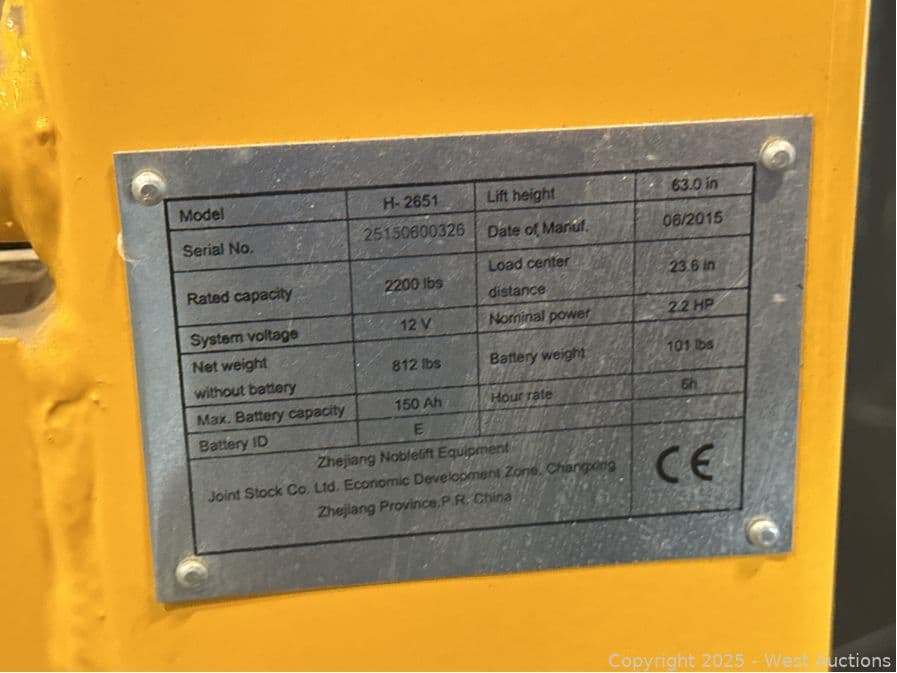 Model H- 2651 Lift height 63.0 in
Serial No. 25150600326 Date of Manuf. 06/2015
Rated capacity 2200 lbs Load center distance 23.6 in
System voltage 12 V Nominal power 2.2 HP
Net weight without battery 812 lbs Battery weight 101 lbs
Max. Battery capacity 150 Ah Hour rate 5h
Battery ID E
Zhejiang Noblelift Equipment
Joint Stock Co. Ltd. Economic Development Zone, Changxing
Zhejiang Province,P.R. China
CE
Copyright 2025 - West Auctions